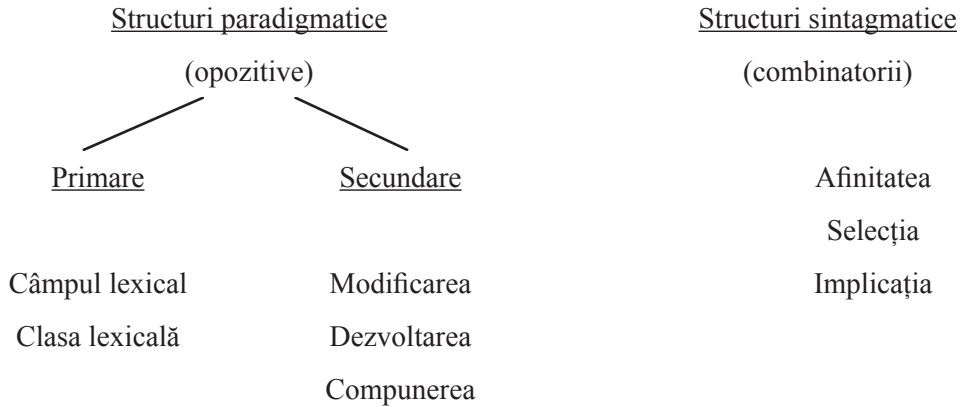 Structuri paradigmatice Structuri sintagmatice
(opozitive) (combinatorii)
Primare Secundare Afinitatea
Selecția
Câmpul lexical Modificarea Implicația
Clasa lexicală Dezvoltarea
Compunerea